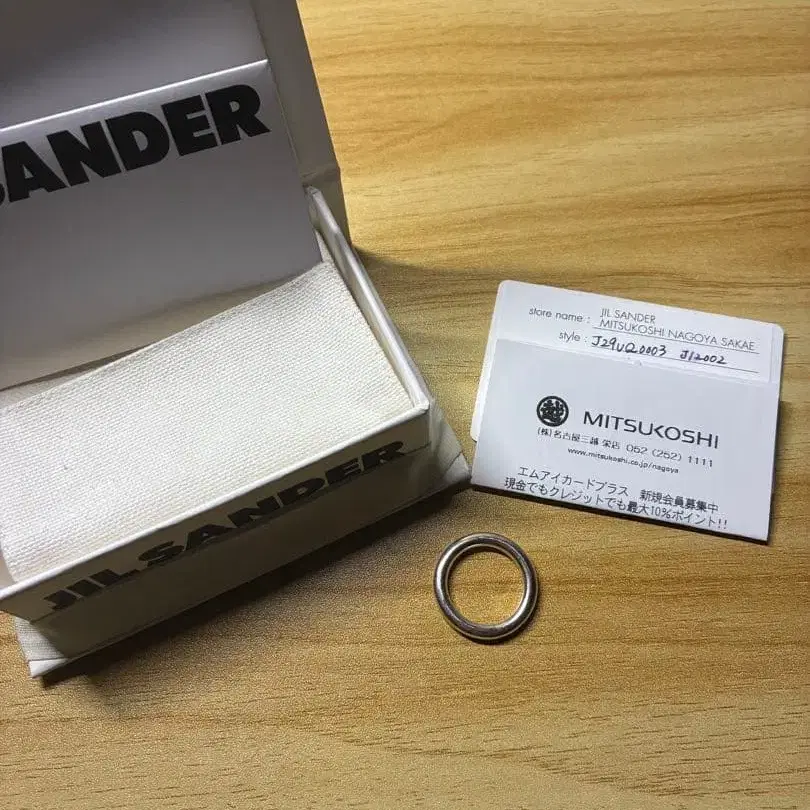 SANDER
JIL SANDER
store name : JIL SANDER
MITSUKOSHI NAGOYA SAKAE
style : J29UQ0003 J12002
越 MITSUKOSHI
(株)名古屋三越 栄店 052 (252) 1111
www.mitsukoshi.co.jp/nagoya
エムアイカードプラス 新規会員募集中
現金でもクレジットでも最大10%ポイント!!